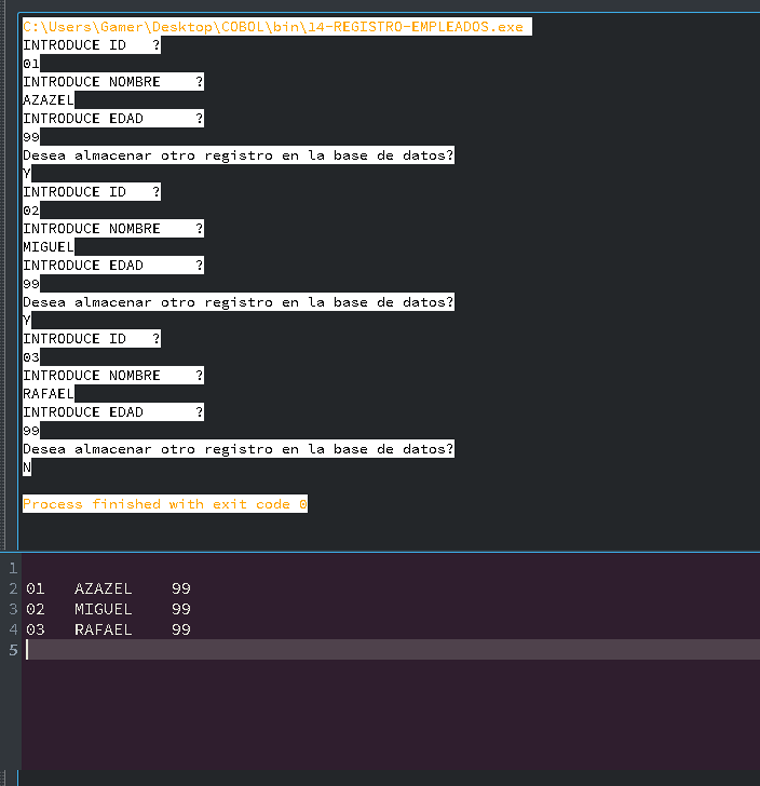 C:\Users\Gamer\Desktop\COBOL\bin\14-REGISTRO-EMPLEADOS.exe
INTRODUCE ID   ?
01
INTRODUCE NOMBRE    ?
AZAZEL
INTRODUCE EDAD      ?
99
Desea almacenar otro registro en la base de datos?
Y
INTRODUCE ID   ?
02
INTRODUCE NOMBRE    ?
MIGUEL
INTRODUCE EDAD      ?
99
Desea almacenar otro registro en la base de datos?
Y
INTRODUCE ID   ?
03
INTRODUCE NOMBRE    ?
RAFAEL
INTRODUCE EDAD      ?
99
Desea almacenar otro registro en la base de datos?
N
Process finished with exit code 0
1
2 01   AZAZEL    99
3 02   MIGUEL    99
4 03   RAFAEL    99
5